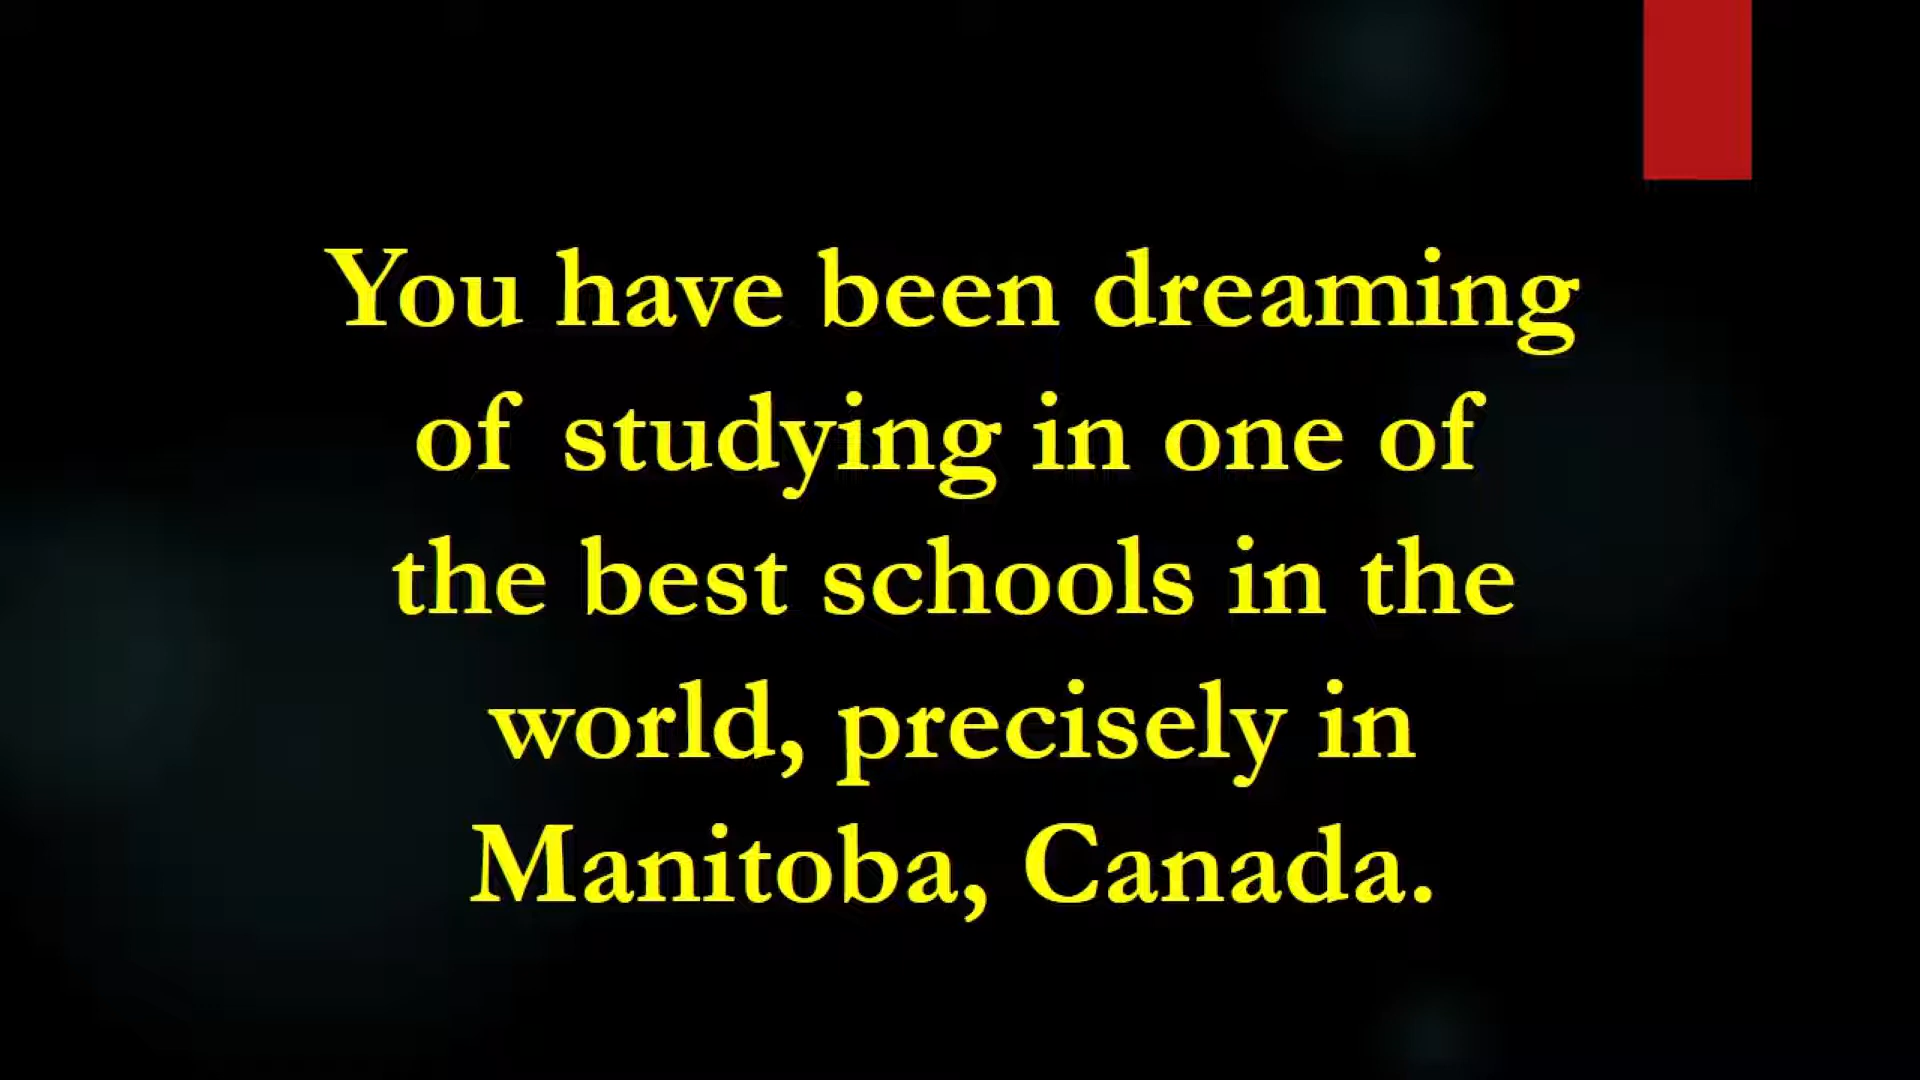 You have been dreaming
of studying in one of
the best schools in the
world, precisely in
Manitoba, Canada.